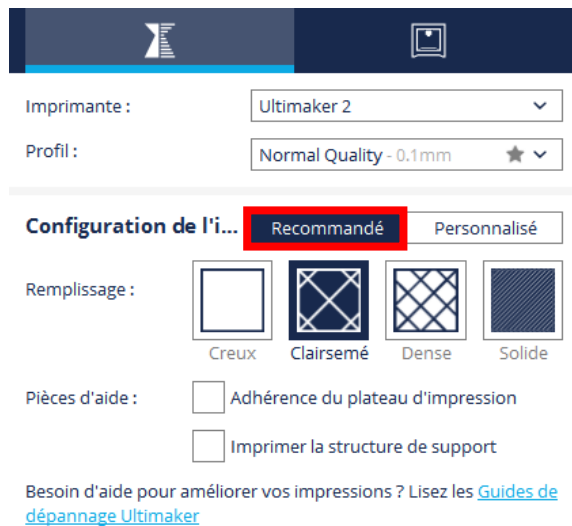 Imprimante : Ultimaker 2
Profil : Normal Quality - 0.1mm
Configuration de l'i... Recommandé Personnalisé
Remplissage :
Creux Clairsemé Dense Solide
Pièces d'aide : Adhérence du plateau d'impression
Imprimer la structure de support
Besoin d'aide pour améliorer vos impressions ? Lisez les Guides de
dépannage Ultimaker